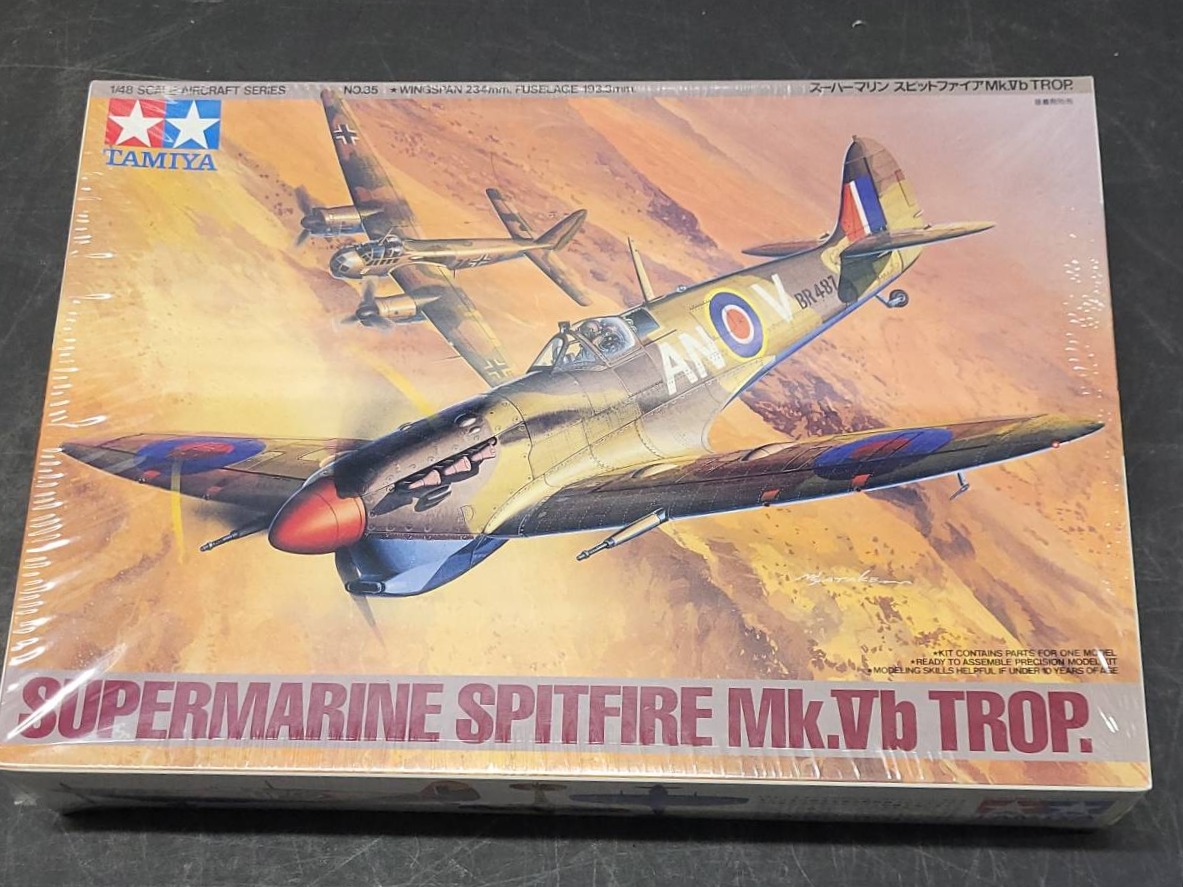 1/48 SCALE AIRCRAFT SERIES NO.35 ★WINGSPAN 234mm. FUSELAGE 193.3mm スーパーマリン スピットファイアMk.Vb TROP.
TAMIYA
BR487
AN V
D
★KIT CONTAINS PARTS FOR ONE MODEL
★READY TO ASSEMBLE PRECISION MODEL KIT
★MODELING SKILLS HELPFUL IF UNDER 10 YEARS OF AGE
SUPERMARINE SPITFIRE Mk.Vb TROP.